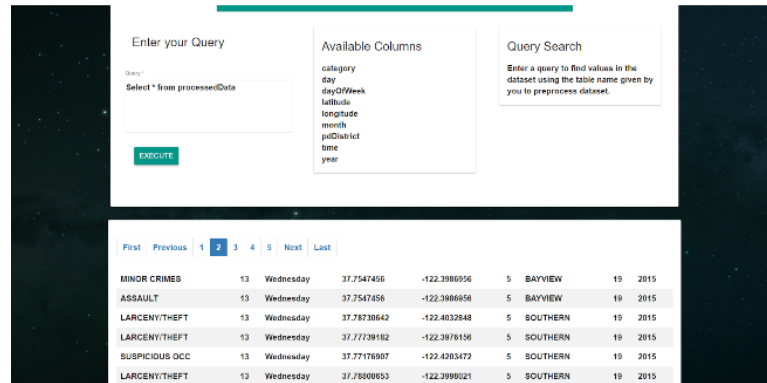 Enter your Query
Query *
Select * from processedData
EXECUTE
Available Columns
category
day
dayOfWeek
latitude
longitude
month
pdDistrict
time
year
Query Search
Enter a query to find values in the
dataset using the table name given by
you to preprocess dataset.
First Previous 1 2 3 4 5 Next Last
MINOR CRIMES 13 Wednesday 37.7547456 -122.3986956 5 BAYVIEW 19 2015
ASSAULT 13 Wednesday 37.7547456 -122.3986956 5 BAYVIEW 19 2015
LARCENY/THEFT 13 Wednesday 37.78730642 -122.4032848 5 SOUTHERN 19 2015
LARCENY/THEFT 13 Wednesday 37.77739182 -122.3976156 5 SOUTHERN 19 2015
SUSPICIOUS OCC 13 Wednesday 37.77176907 -122.4203472 5 SOUTHERN 19 2015
LARCENY/THEFT 13 Wednesday 37.78800653 -122.3998021 5 SOUTHERN 19 2015